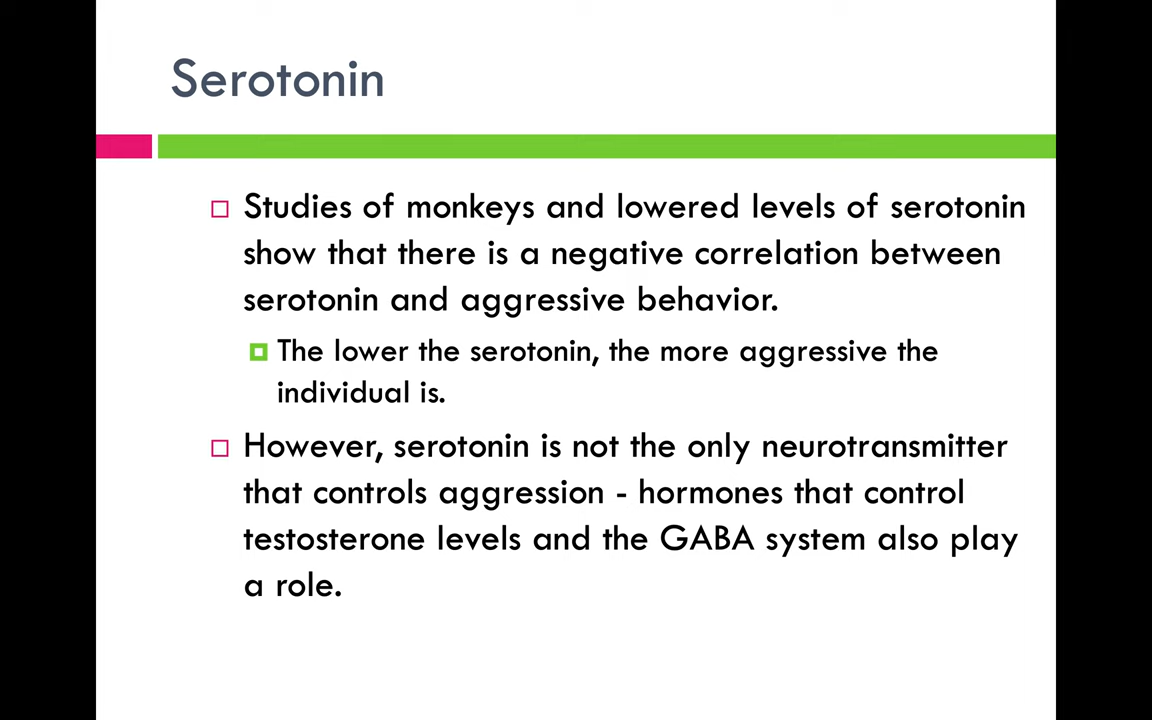 Serotonin
Studies of monkeys and lowered levels of serotonin
show that there is a negative correlation between
serotonin and aggressive behavior.
The lower the serotonin, the more aggressive the
individual is.
However, serotonin is not the only neurotransmitter
that controls aggression - hormones that control
testosterone levels and the GABA system also play
a role.